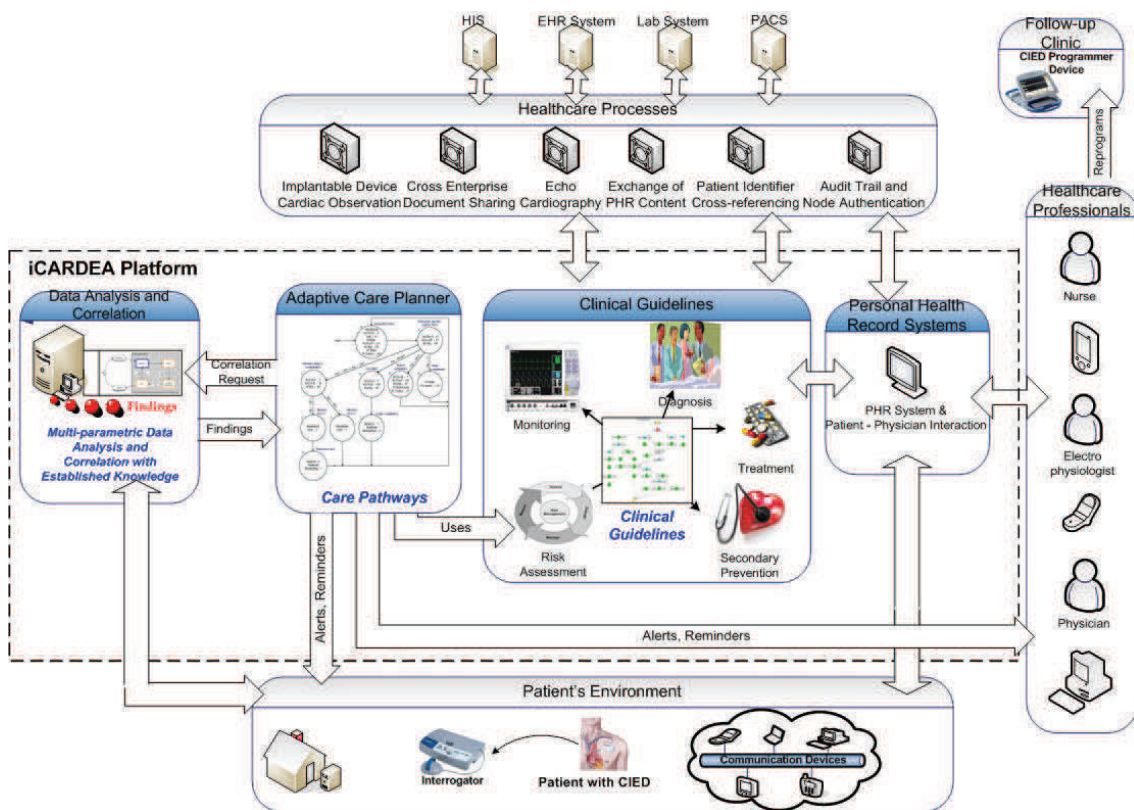 HIS
EHR System
Lab System
PACS
Follow-up
Clinic
CIED Programmer
Device
Healthcare Processes
Implantable Device
Cardiac Observation
Cross Enterprise
Document Sharing
Echo
Cardiography
Exchange of
PHR Content
Patient Identifier
Cross-referencing
Audit Trail and
Node Authentication
Reprograms
Healthcare
Professionals
Nurse
Electro
physiologist
Physician
iCARDEA Platform
Data Analysis and
Correlation
Findings
Multi-parametric Data
Analysis and
Correlation with
Established Knowledge
Correlation
Request
Findings
Adaptive Care Planner
Care Pathways
Uses
Clinical Guidelines
Monitoring
Diagnosis
Treatment
Risk
Assessment
Clinical
Guidelines
Secondary
Prevention
Personal Health
Record Systems
PHR System &
Patient - Physician Interaction
Alerts, Reminders
Alerts, Reminders
Patient's Environment
Interrogator
Patient with CIED
Communication Devices